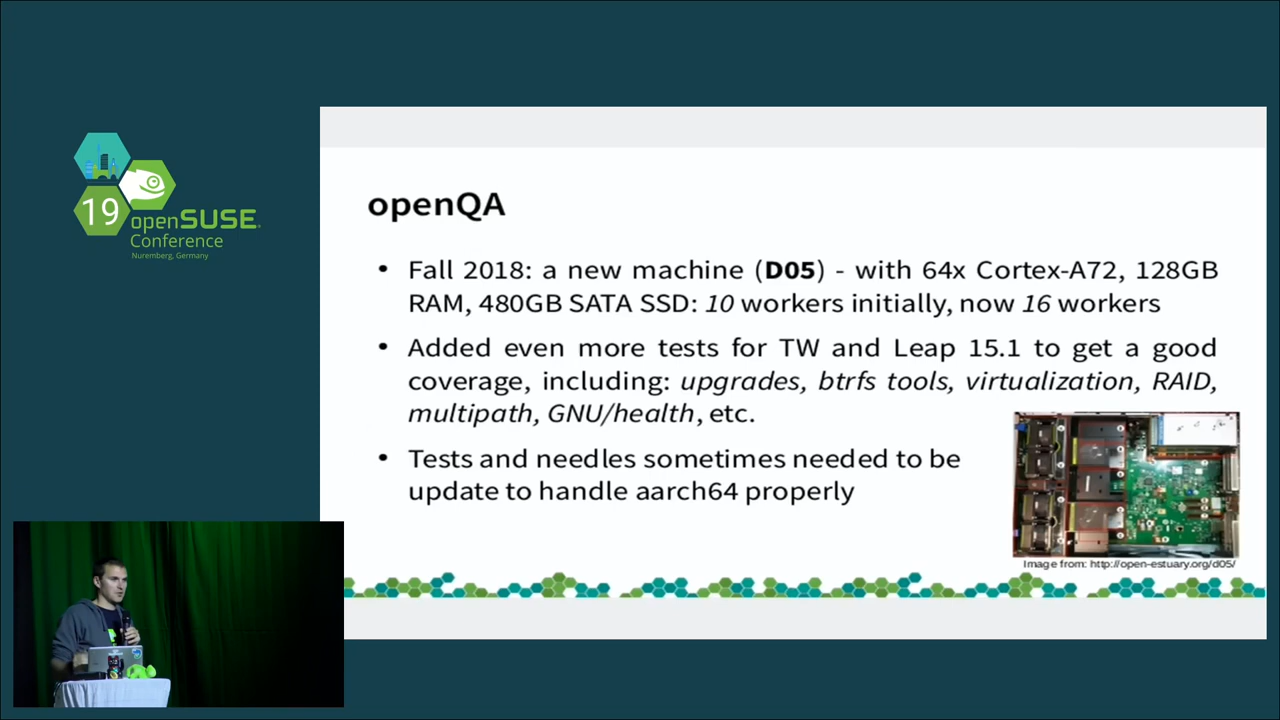 19
openSUSE
Conference
Nuremberg, Germany
openQA
• Fall 2018: a new machine (D05) - with 64x Cortex-A72, 128GB
RAM, 480GB SATA SSD: 10 workers initially, now 16 workers
• Added even more tests for TW and Leap 15.1 to get a good
coverage, including: upgrades, btrfs tools, virtualization, RAID,
multipath, GNU/health, etc.
• Tests and needles sometimes needed to be
update to handle aarch64 properly
Image from: http://open-estuary.org/d05/